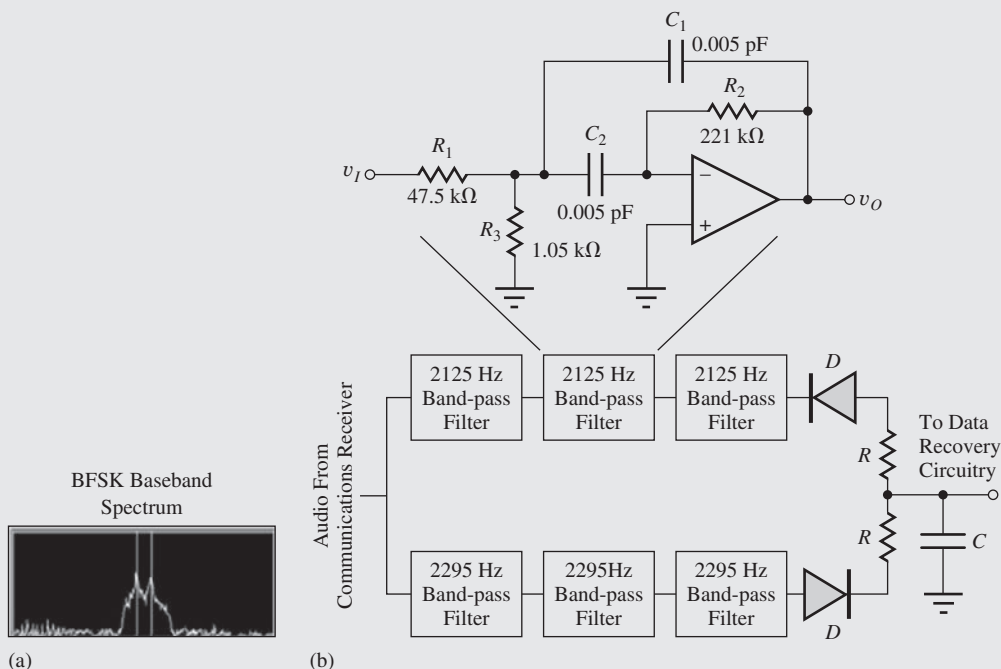 C1
0.005 pF
R2
221 kΩ
C2
0.005 pF
R1
47.5 kΩ
vI
R3
1.05 kΩ
−
+
vO
2125 Hz
Band-pass
Filter
2125 Hz
Band-pass
Filter
2125 Hz
Band-pass
Filter
D
R
To Data
Recovery
Circuitry
Audio From
Communications Receiver
R
C
2295 Hz
Band-pass
Filter
2295Hz
Band-pass
Filter
2295 Hz
Band-pass
Filter
D
BFSK Baseband
Spectrum
(a)
(b)